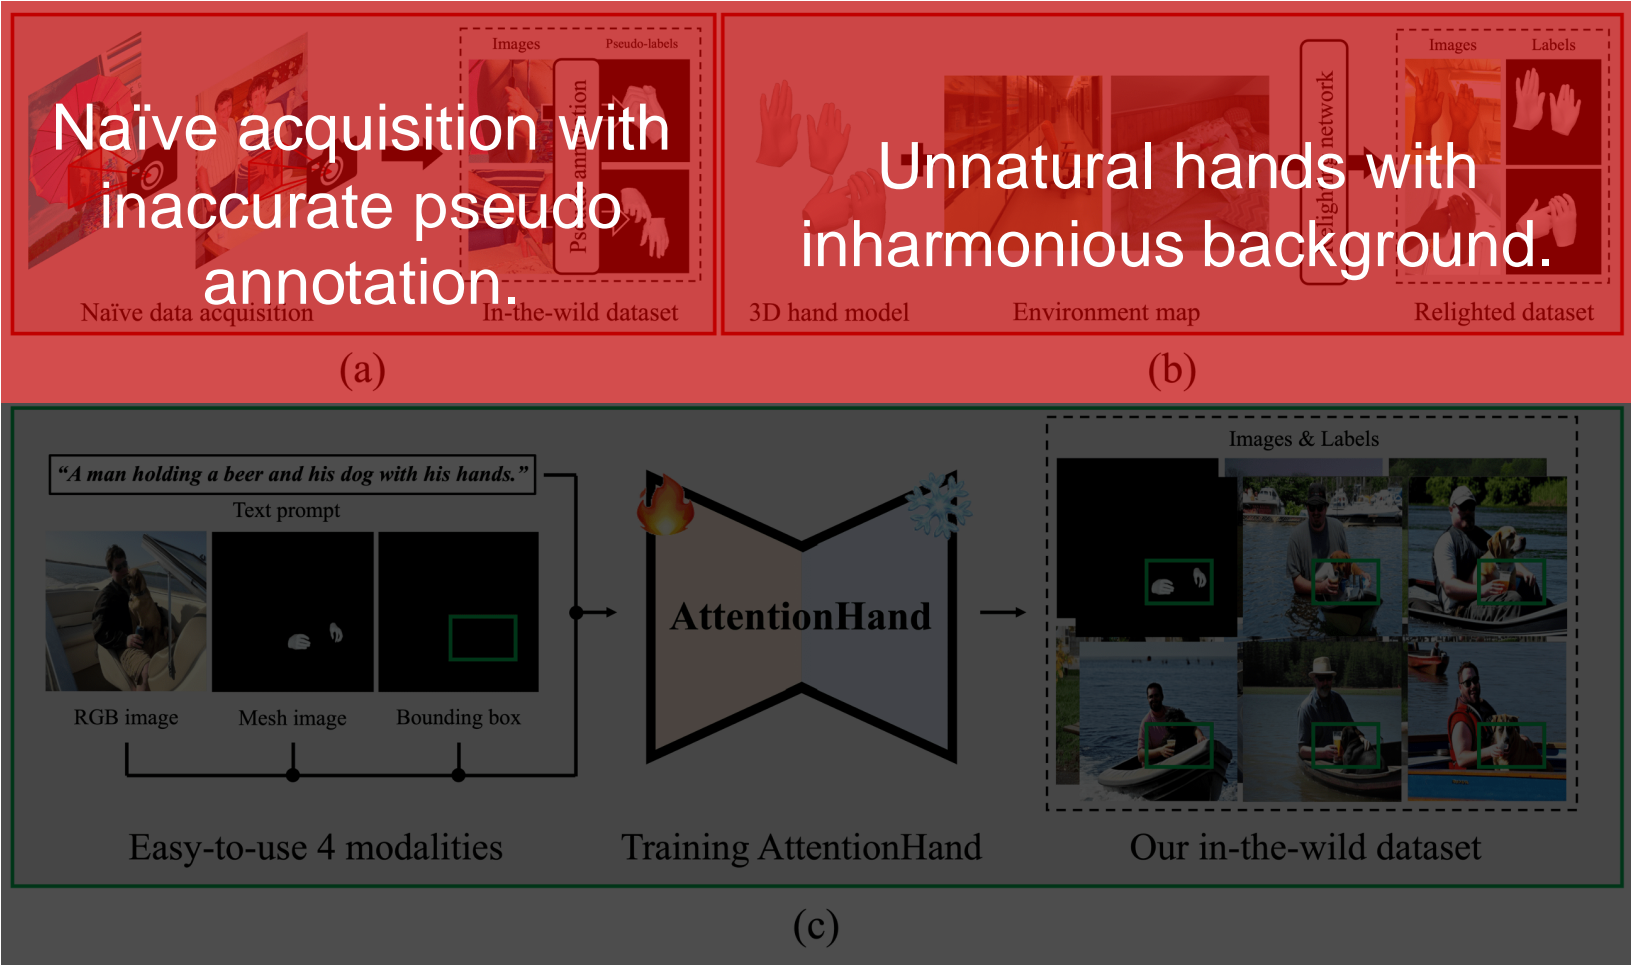 Images
Pseudo-labels
Pseudo annotation
Naïve acquisition with
inaccurate pseudo
annotation.
Naïve data acquisition
In-the-wild dataset
(a)
Images
Labels
Relighting network
Unnatural hands with
inharmonious background.
3D hand model
Environment map
Relighted dataset
(b)
“A man holding a beer and his dog with his hands.”
Text prompt
RGB image
Mesh image
Bounding box
Easy-to-use 4 modalities
AttentionHand
Training AttentionHand
Images & Labels
Our in-the-wild dataset
(c)